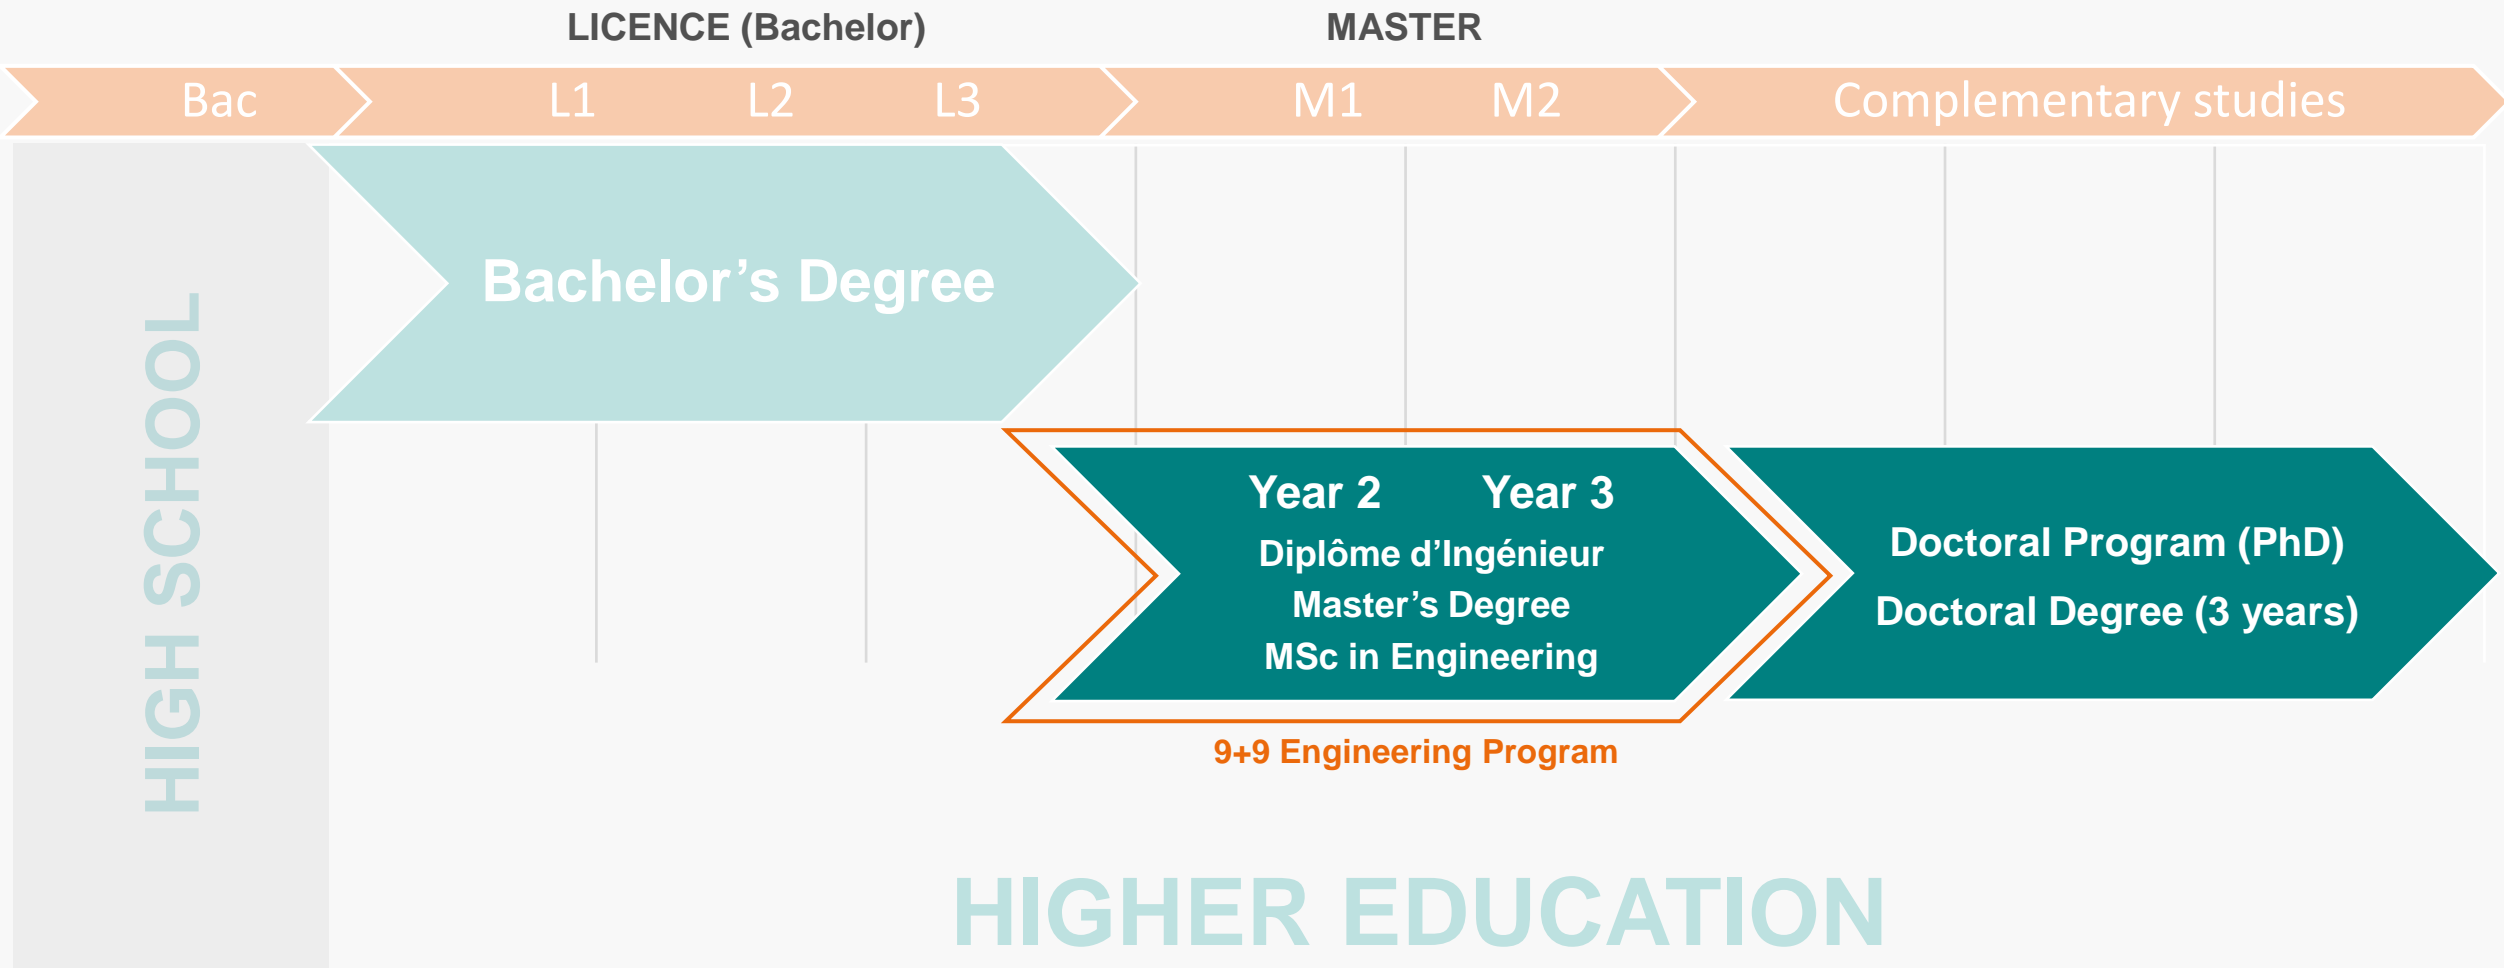 LICENCE (Bachelor)
MASTER
Bac
L1
L2
L3
M1
M2
Complementary studies
HIGH SCHOOL
Bachelor’s Degree
Year 2
Year 3
Diplôme d’Ingénieur
Master’s Degree
MSc in Engineering
Doctoral Program (PhD)
Doctoral Degree (3 years)
9+9 Engineering Program
HIGHER EDUCATION